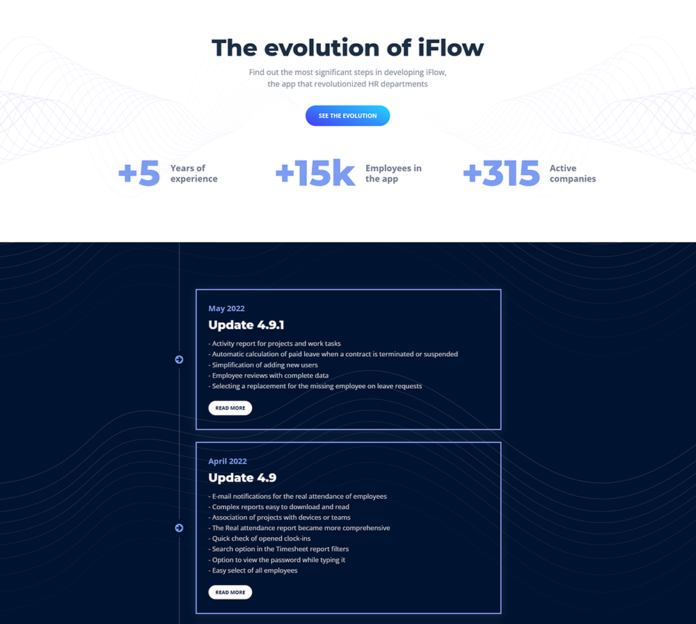 The evolution of iFlow
Find out the most significant steps in developing iFlow,
the app that revolutionized HR departments
SEE THE EVOLUTION
+5 Years of
experience
+15k Employees in
the app
+315 Active
companies
May 2022
Update 4.9.1
- Activity report for projects and work tasks
- Automatic calculation of paid leave when a contract is terminated or suspended
- Simplification of adding new users
- Employee reviews with complete data
- Selecting a replacement for the missing employee on leave requests
READ MORE
April 2022
Update 4.9
- E-mail notifications for the real attendance of employees
- Complex reports easy to download and read
- Association of projects with devices or teams
- The Real attendance report became more comprehensive
- Quick check of opened clock-ins
- Search option in the Timesheet report filters
- Option to view the password while typing it
- Easy select of all employees
READ MORE